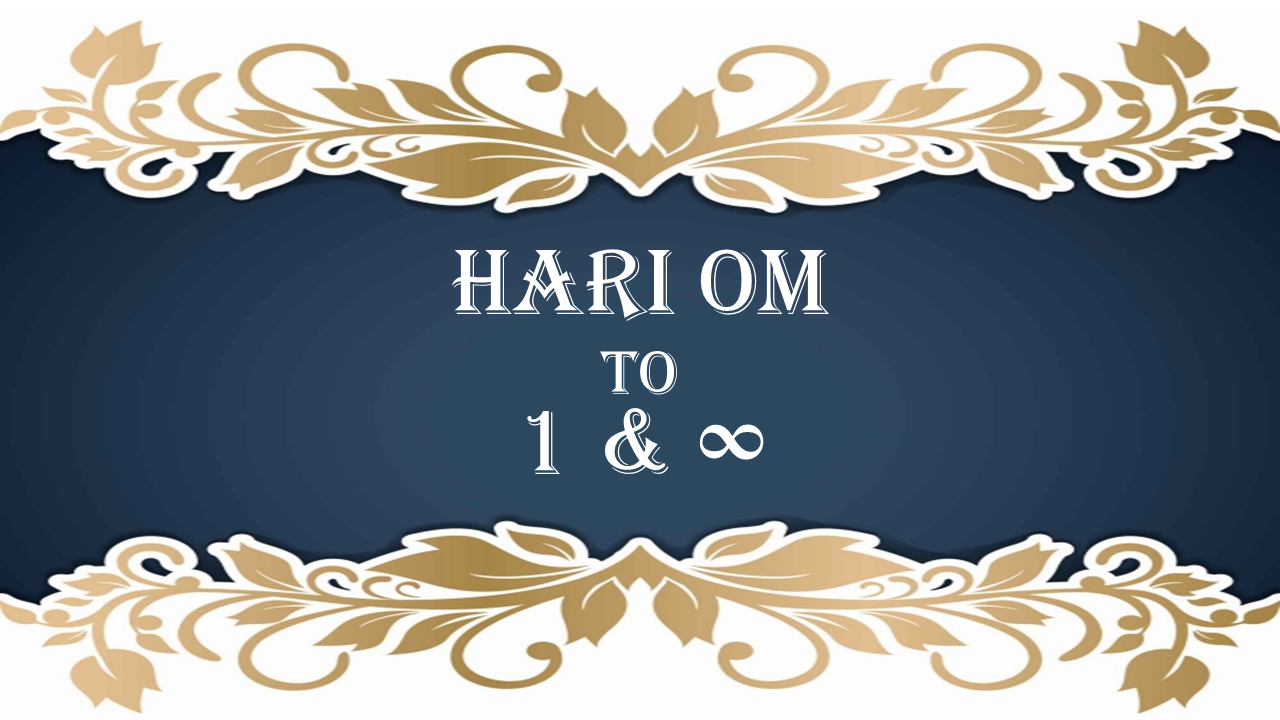 HARI OM
TO
1 & ∞